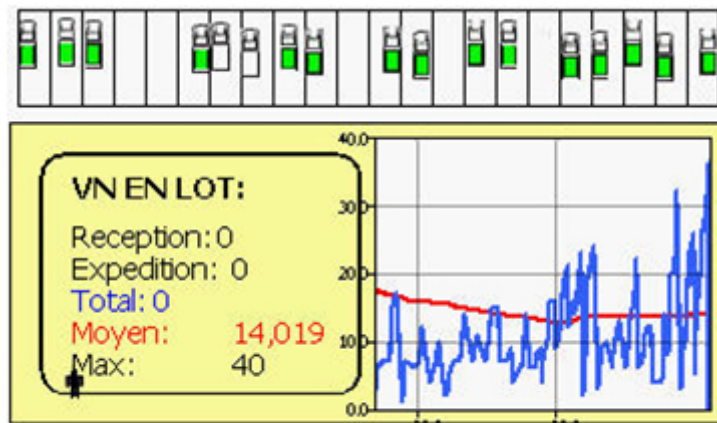 VN EN LOT:
Reception: 0
Expedition: 0
Total: 0
Moyen: 14,019
Max: 40
40.0
30.0
20.0
10.0
0.0